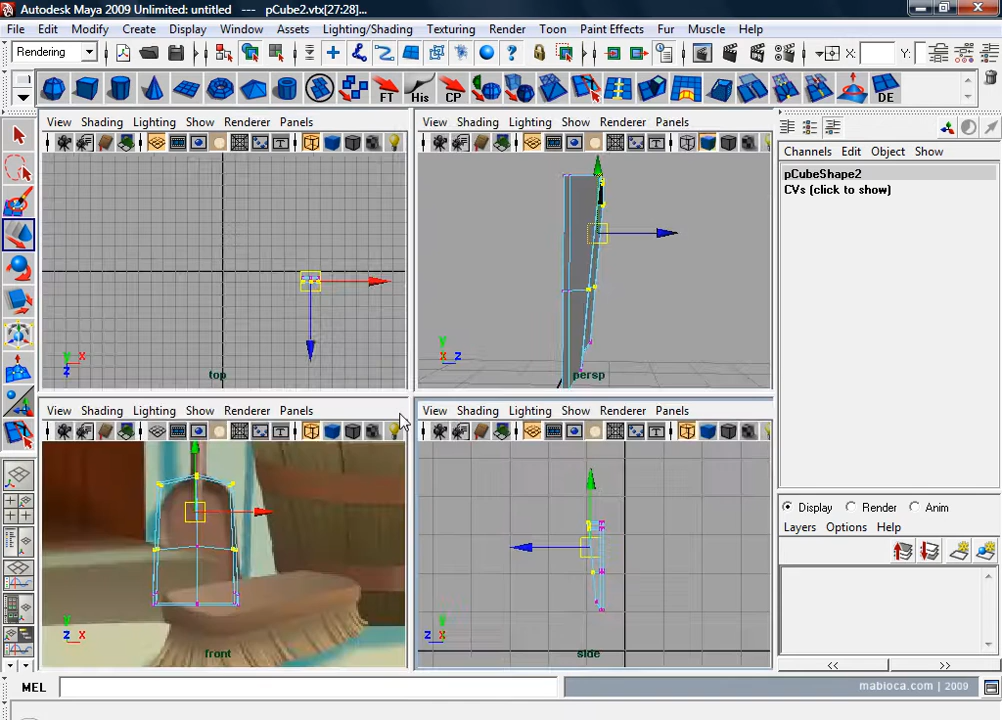 Autodesk Maya 2009 Unlimited: untitled --- pCube2.vtx[27:28]...
File Edit Modify Create Display Window Assets Lighting/Shading Texturing Render Toon Paint Effects Fur Muscle Help
Rendering X: Y:
FT His CP DE
View Shading Lighting Show Renderer Panels
View Shading Lighting Show Renderer Panels
Channels Edit Object Show
pCubeShape2
CVs (click to show)
y x z
top
y x z
persp
View Shading Lighting Show Renderer Panels
View Shading Lighting Show Renderer Panels
Display Render Anim
Layers Options Help
y z x
front
y z x
side
<< >>
MEL
mabioca.com | 2009